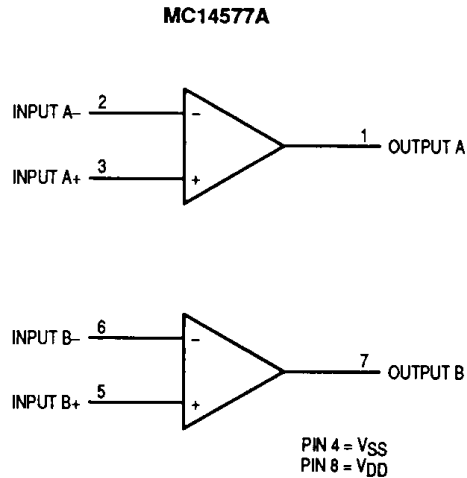 MC14577A
INPUT A– 2
–
1 OUTPUT A
INPUT A+ 3
+
INPUT B– 6
–
7 OUTPUT B
INPUT B+ 5
+
PIN 4 = VSS
PIN 8 = VDD